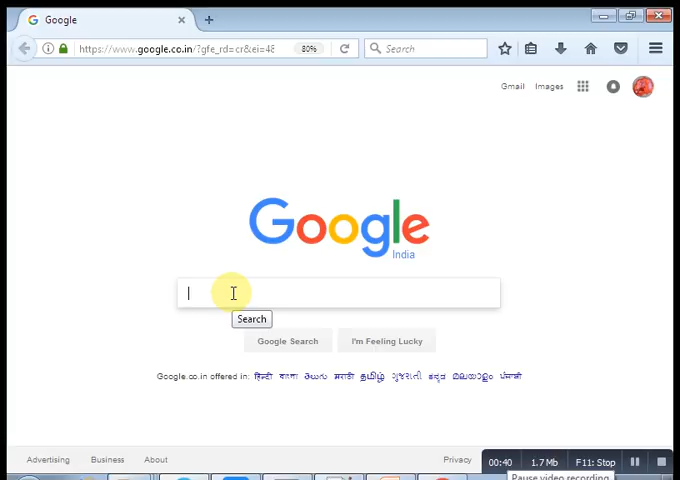 Google
https://www.google.co.in/?gfe_rd=cr&ei=48
80%
Search
Gmail
Images
Google
India
Search
Google Search
I'm Feeling Lucky
Google.co.in offered in: हिन्दी বাংলা తెలుగు मराठी தமிழ் ગુજરાતી ಕನ್ನಡ മലയാളം ਪੰਜਾਬੀ
Advertising
Business
About
Privacy
00:40
1.7 Mb
F11: Stop
Pause video recording